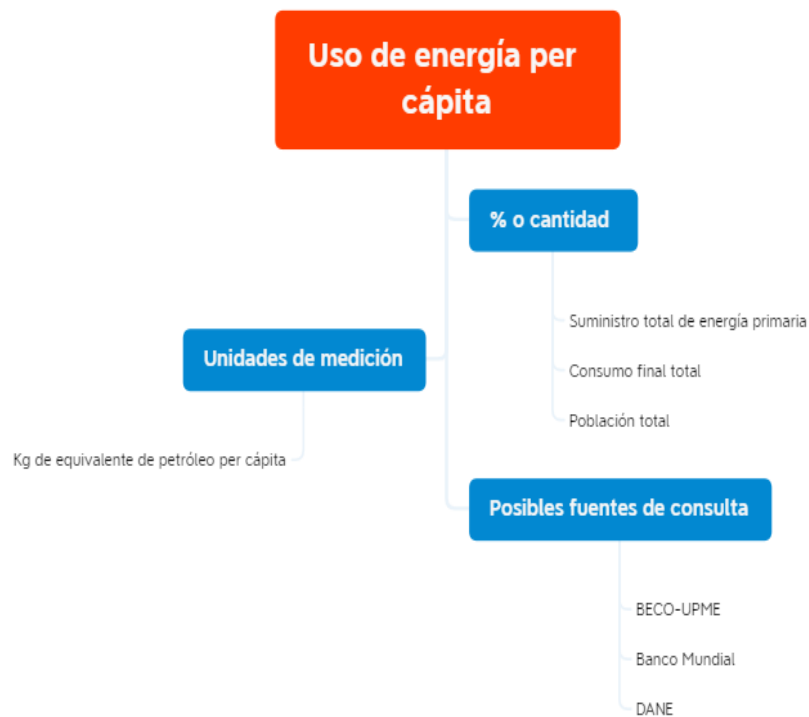 Uso de energía per
cápita
% o cantidad
Suministro total de energía primaria
Consumo final total
Población total
Unidades de medición
Kg de equivalente de petróleo per cápita
Posibles fuentes de consulta
BECO-UPME
Banco Mundial
DANE